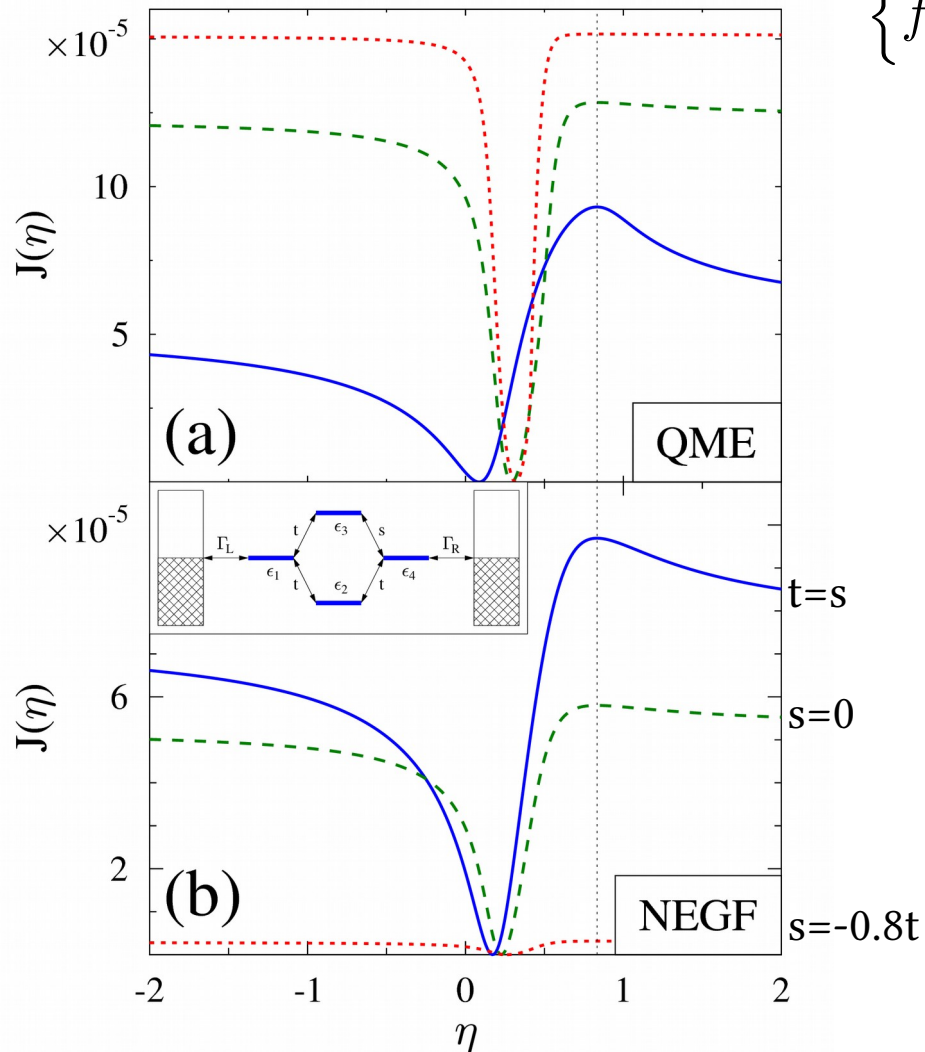 { f
×10⁻⁵
10
5
J(η)
(a)
QME
×10⁻⁵
6
2
J(η)
Γ_L
t
ϵ₃
s
Γ_R
ϵ₁
t
ϵ₂
t
ϵ₄
t=s
s=0
(b)
NEGF
s=-0.8t
-2 -1 0 1 2
η